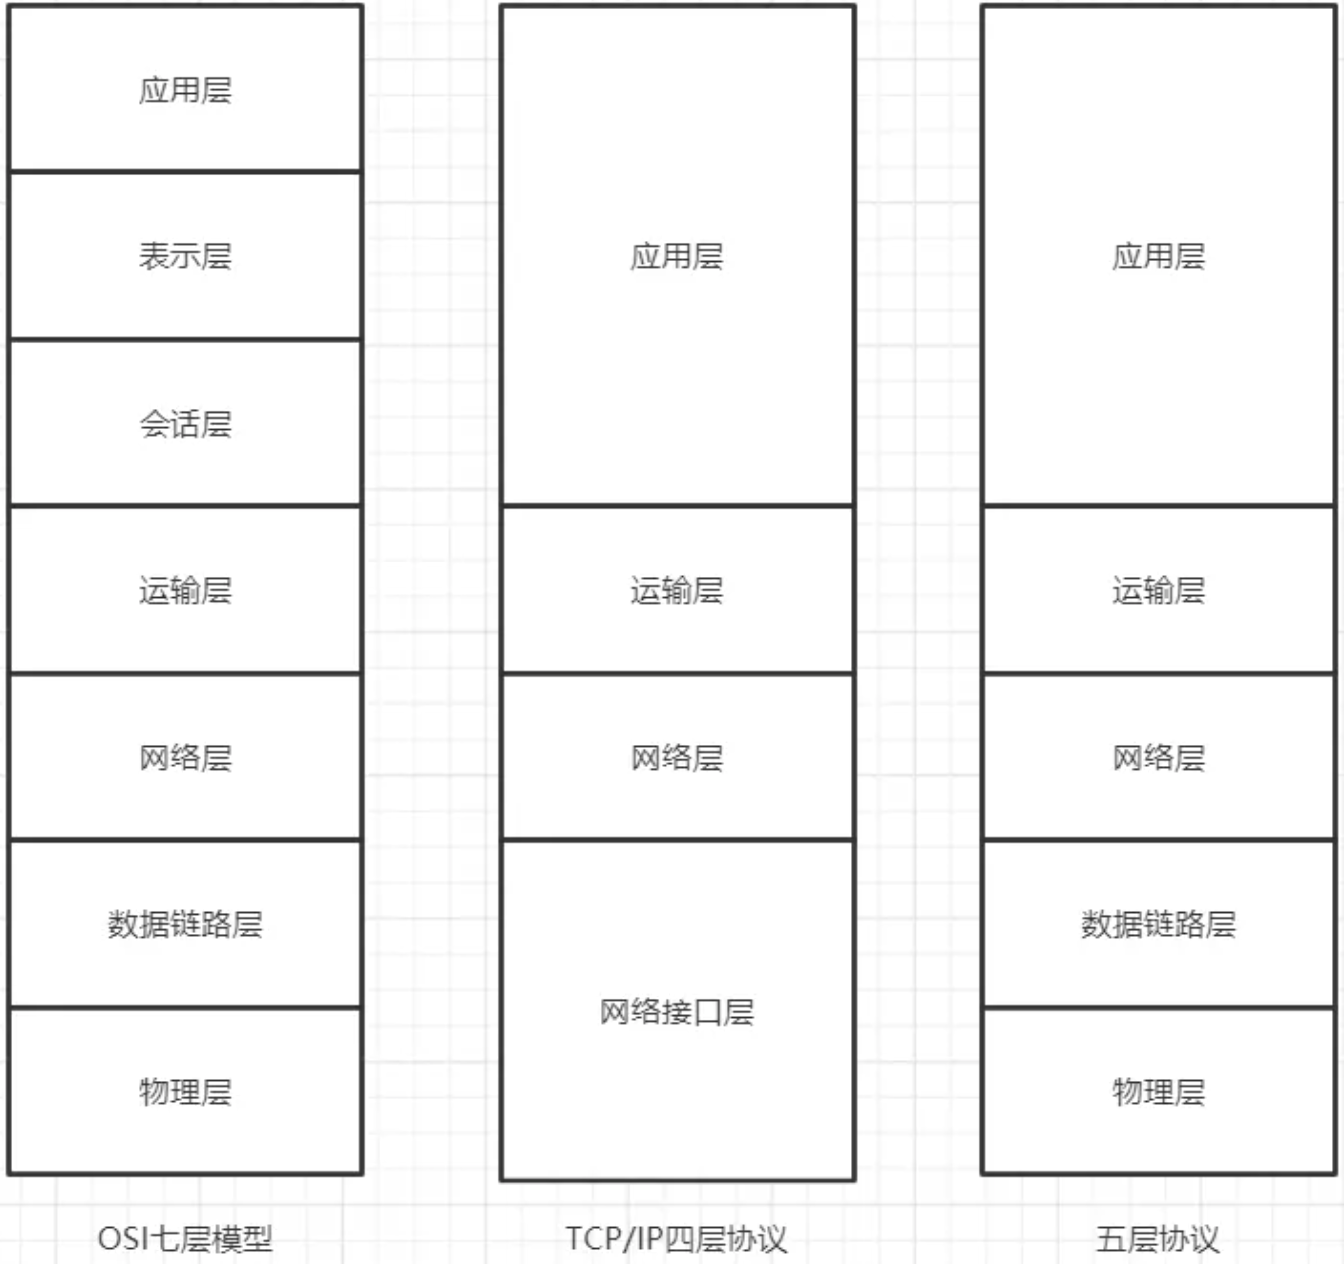 应用层
表示层
会话层
运输层
网络层
数据链路层
物理层
OSI七层模型
应用层
运输层
网络层
网络接口层
TCP/IP四层协议
应用层
运输层
网络层
数据链路层
物理层
五层协议